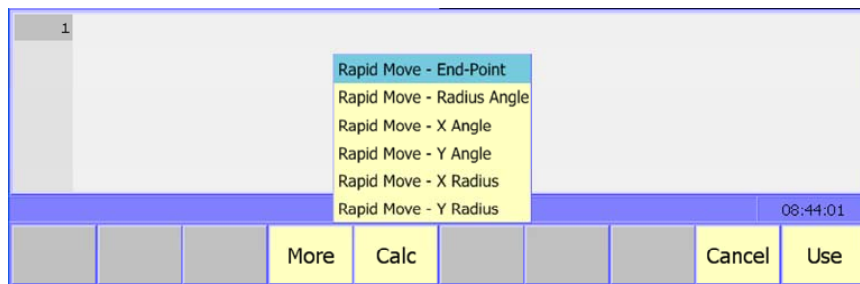 1
Rapid Move - End-Point
Rapid Move - Radius Angle
Rapid Move - X Angle
Rapid Move - Y Angle
Rapid Move - X Radius
Rapid Move - Y Radius
08:44:01
More Calc Cancel Use